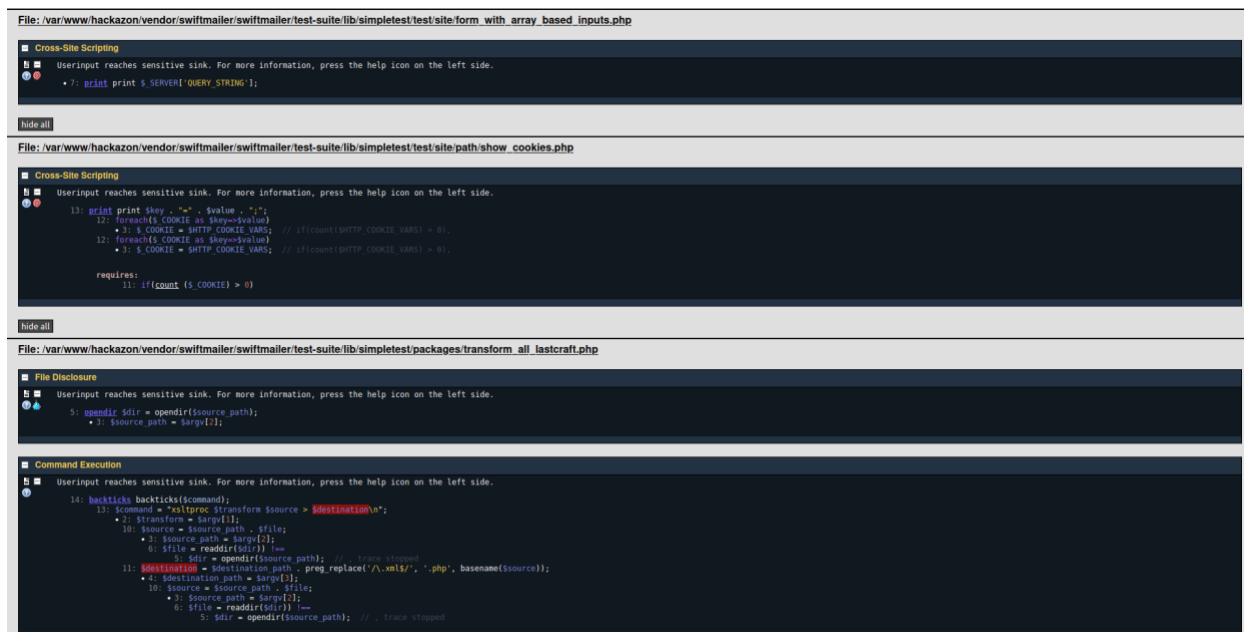 File: /var/www/hackazon/vendor/swiftmailer/swiftmailer/test-suite/lib/simpletest/test/site/form_with_array_based_inputs.php
Cross-Site Scripting
Userinput reaches sensitive sink. For more information, press the help icon on the left side.
• 7: print print $_SERVER['QUERY_STRING'];
hide all
File: /var/www/hackazon/vendor/swiftmailer/swiftmailer/test-suite/lib/simpletest/test/site/path/show_cookies.php
Cross-Site Scripting
Userinput reaches sensitive sink. For more information, press the help icon on the left side.
13: print print $key . "=" . $value . ";";
12: foreach($_COOKIE as $key=>$value)
• 3: $_COOKIE = $HTTP_COOKIE_VARS; // if(count($HTTP_COOKIE_VARS) > 0),
12: foreach($_COOKIE as $key=>$value)
• 3: $_COOKIE = $HTTP_COOKIE_VARS; // if(count($HTTP_COOKIE_VARS) > 0),
requires:
11: if(count ($_COOKIE) > 0)
hide all
File: /var/www/hackazon/vendor/swiftmailer/swiftmailer/test-suite/lib/simpletest/packages/transform_all_lastcraft.php
File Disclosure
Userinput reaches sensitive sink. For more information, press the help icon on the left side.
5: opendir $dir = opendir($source_path);
• 3: $source_path = $argv[2];
Command Execution
Userinput reaches sensitive sink. For more information, press the help icon on the left side.
14: backticks backticks($command);
13: $command = "xsltproc $transform $source > $destination\n";
• 2: $transform = $argv[1];
10: $source = $source_path . $file;
• 3: $source_path = $argv[2];
6: $file = readdir($dir)) !==
5: $dir = opendir($source_path); // , trace stopped
11: $destination = $destination_path . preg_replace('/\.xml$/', '.php', basename($source));
• 4: $destination_path = $argv[3];
10: $source = $source_path . $file;
• 3: $source_path = $argv[2];
6: $file = readdir($dir)) !==
5: $dir = opendir($source_path); // , trace stopped